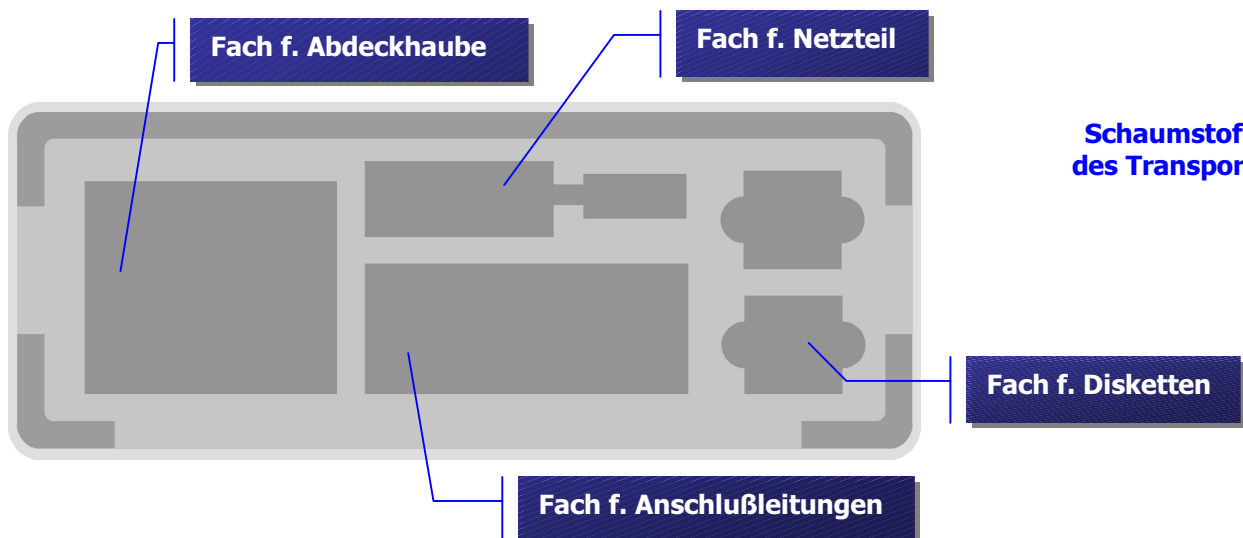 Fach f. Abdeckhaube
Fach f. Netzteil
Schaumstof
des Transpor
Fach f. Disketten
Fach f. Anschlußleitungen